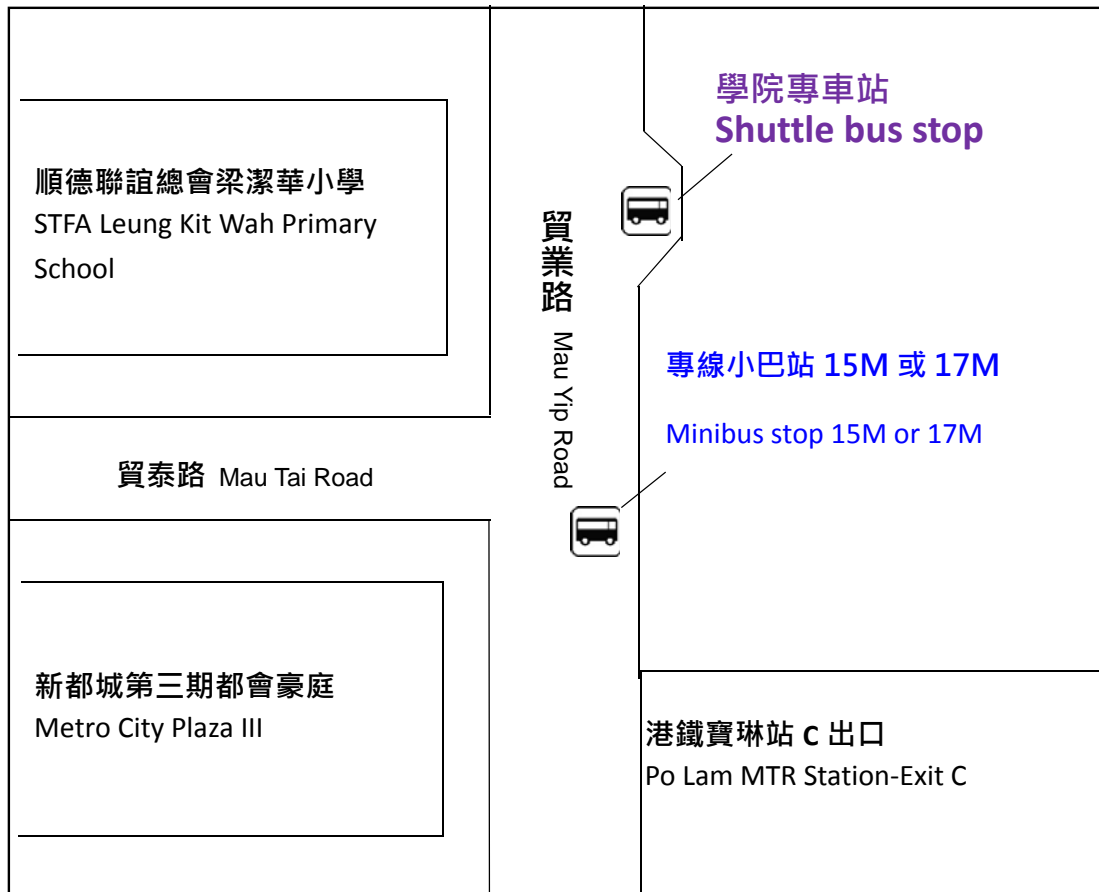 學院專車站
Shuttle bus stop
順德聯誼總會梁潔華小學
STFA Leung Kit Wah Primary
School
貿業路 Mau Yip Road
專線小巴站 15M 或 17M
Minibus stop 15M or 17M
貿泰路 Mau Tai Road
新都城第三期都會豪庭
Metro City Plaza III
港鐵寶琳站 C 出口
Po Lam MTR Station-Exit C